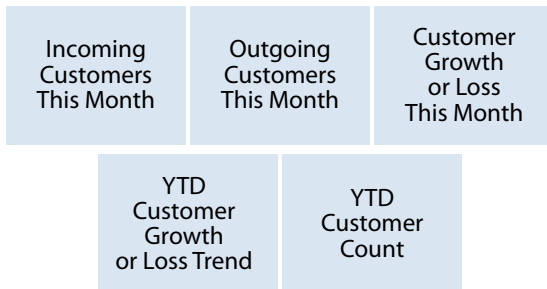 Incoming
Customers
This Month
Outgoing
Customers
This Month
Customer
Growth
or Loss
This Month
YTD
Customer
Growth
or Loss Trend
YTD
Customer
Count